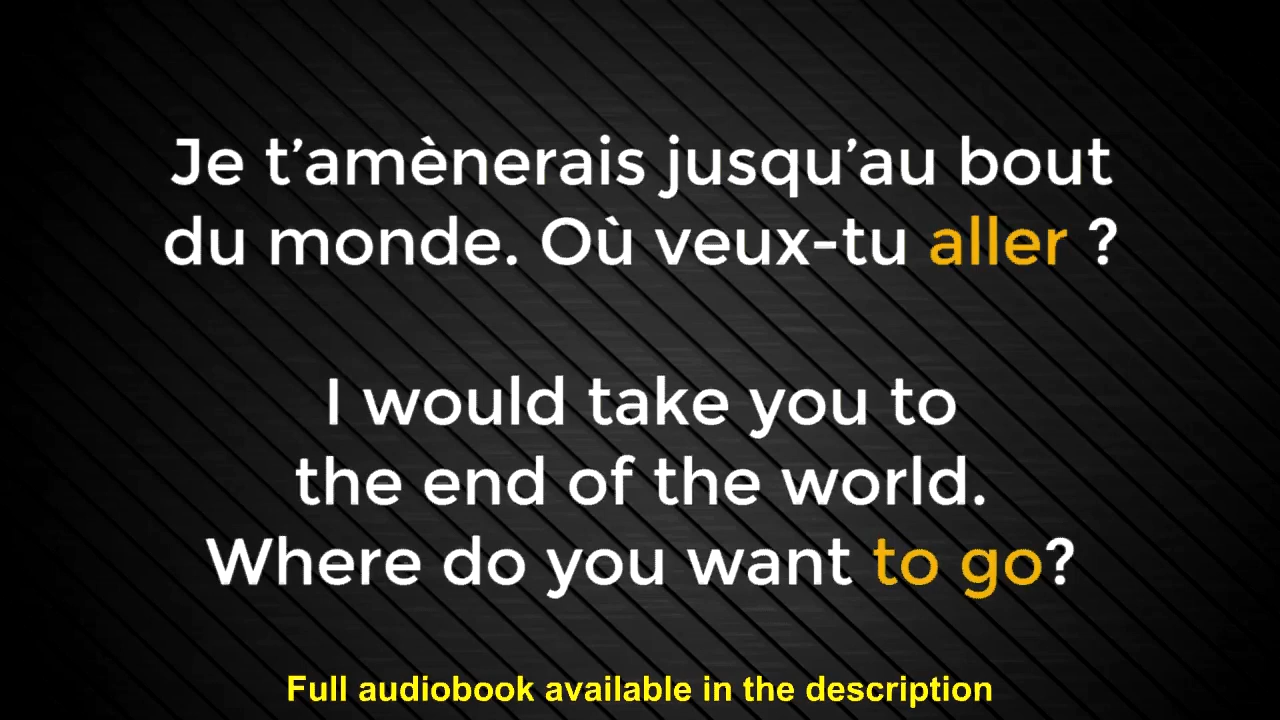 Je t’amènerais jusqu’au bout
du monde. Où veux-tu aller ?
I would take you to
the end of the world.
Where do you want to go?
Full audiobook available in the description